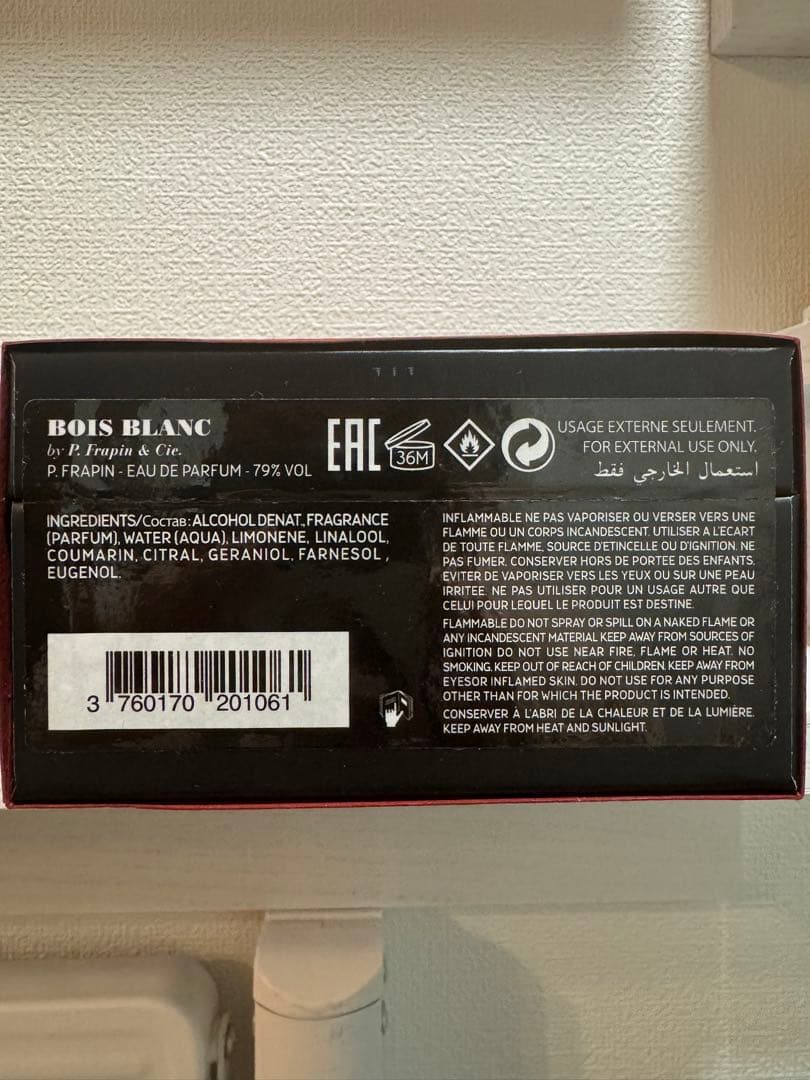 BOIS BLANC
by P. Frapin & Cie.
P. FRAPIN - EAU DE PARFUM - 79% VOL
EAC
36M
USAGE EXTERNE SEULEMENT.
FOR EXTERNAL USE ONLY.
استعمال الخارجي فقط
INGREDIENTS/Состав: ALCOHOL DENAT., FRAGRANCE
(PARFUM), WATER (AQUA), LIMONENE, LINALOOL,
COUMARIN, CITRAL, GERANIOL, FARNESOL,
EUGENOL.
3 760170 201061
INFLAMMABLE NE PAS VAPORISER OU VERSER VERS UNE
FLAMME OU UN CORPS INCANDESCENT. UTILISER A L'ECART
DE TOUTE FLAMME, SOURCE D'ETINCELLE OU D'IGNITION. NE
PAS FUMER. CONSERVER HORS DE PORTEE DES ENFANTS.
EVITER DE VAPORISER VERS LES YEUX OU SUR UNE PEAU
IRRITEE. NE PAS UTILISER POUR UN USAGE AUTRE QUE
CELUI POUR LEQUEL LE PRODUIT EST DESTINE.
FLAMMABLE DO NOT SPRAY OR SPILL ON A NAKED FLAME OR
ANY INCANDESCENT MATERIAL KEEP AWAY FROM SOURCES OF
IGNITION DO NOT USE NEAR FIRE, FLAME OR HEAT. NO
SMOKING. KEEP OUT OF REACH OF CHILDREN. KEEP AWAY FROM
EYESOR INFLAMED SKIN. DO NOT USE FOR ANY PURPOSE
OTHER THAN FOR WHICH THE PRODUCT IS INTENDED.
CONSERVER À L'ABRI DE LA CHALEUR ET DE LA LUMIÈRE.
KEEP AWAY FROM HEAT AND SUNLIGHT.